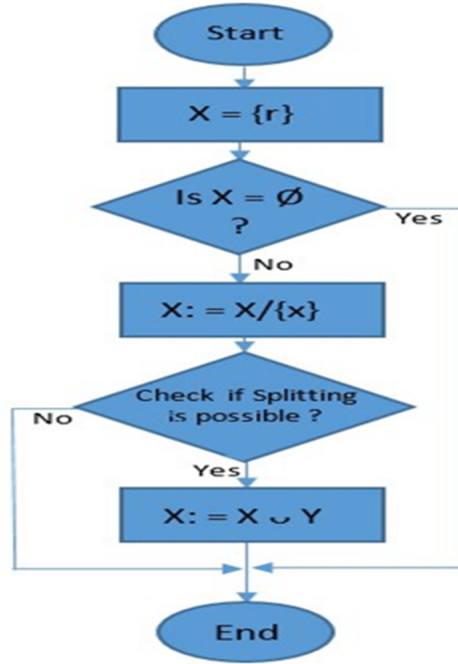 Start
X = {r}
Is X = Ø
?
Yes
No
X: = X/{x}
Check if Splitting
is possible ?
No
Yes
X: = X ∪ Y
End